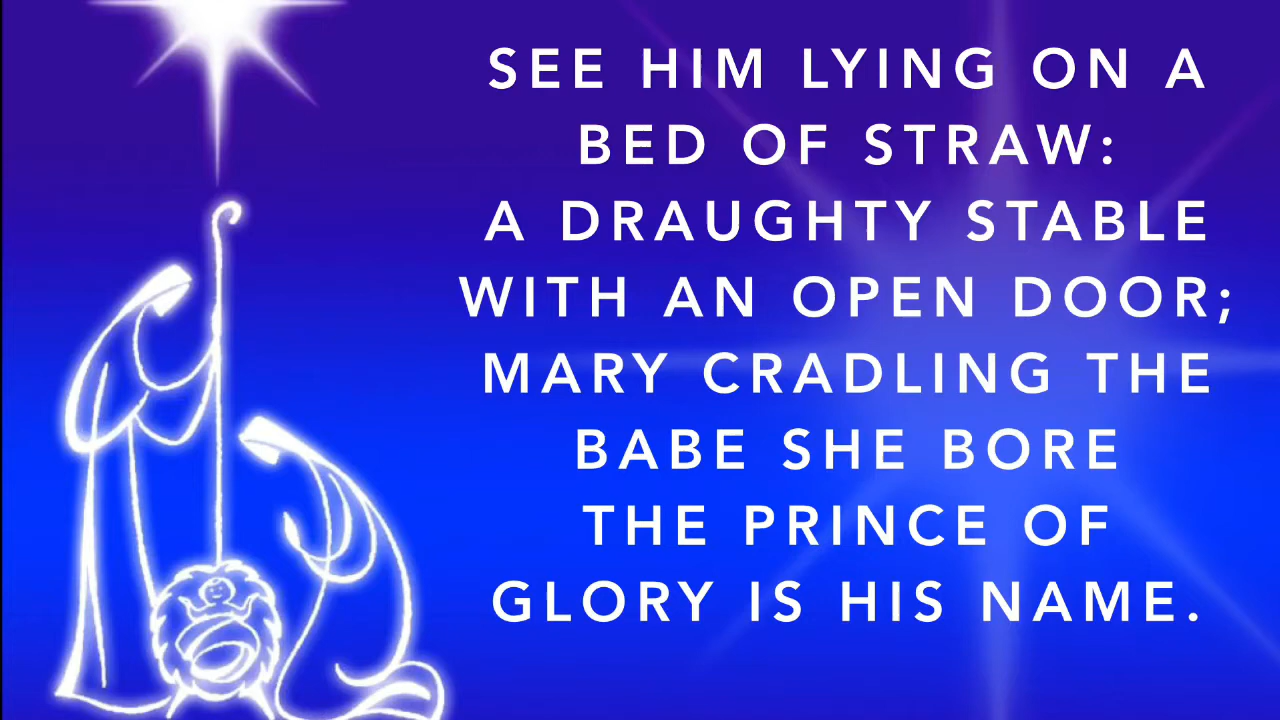 SEE HIM LYING ON A
BED OF STRAW:
A DRAUGHTY STABLE
WITH AN OPEN DOOR;
MARY CRADLING THE
BABE SHE BORE
THE PRINCE OF
GLORY IS HIS NAME.